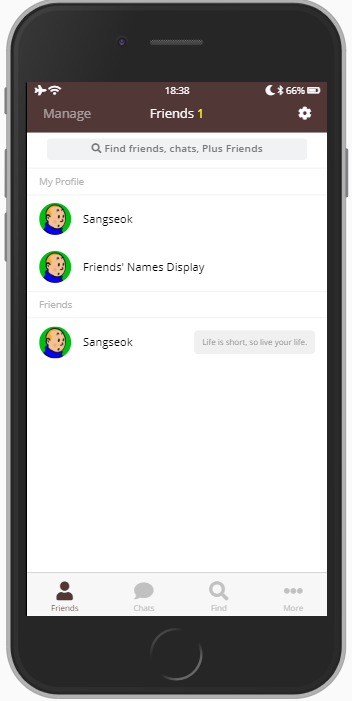 18:38
66%
Manage
Friends 1
Find friends, chats, Plus Friends
My Profile
Sangseok
Friends' Names Display
Friends
Sangseok
Life is short, so live your life.
Friends
Chats
Find
More